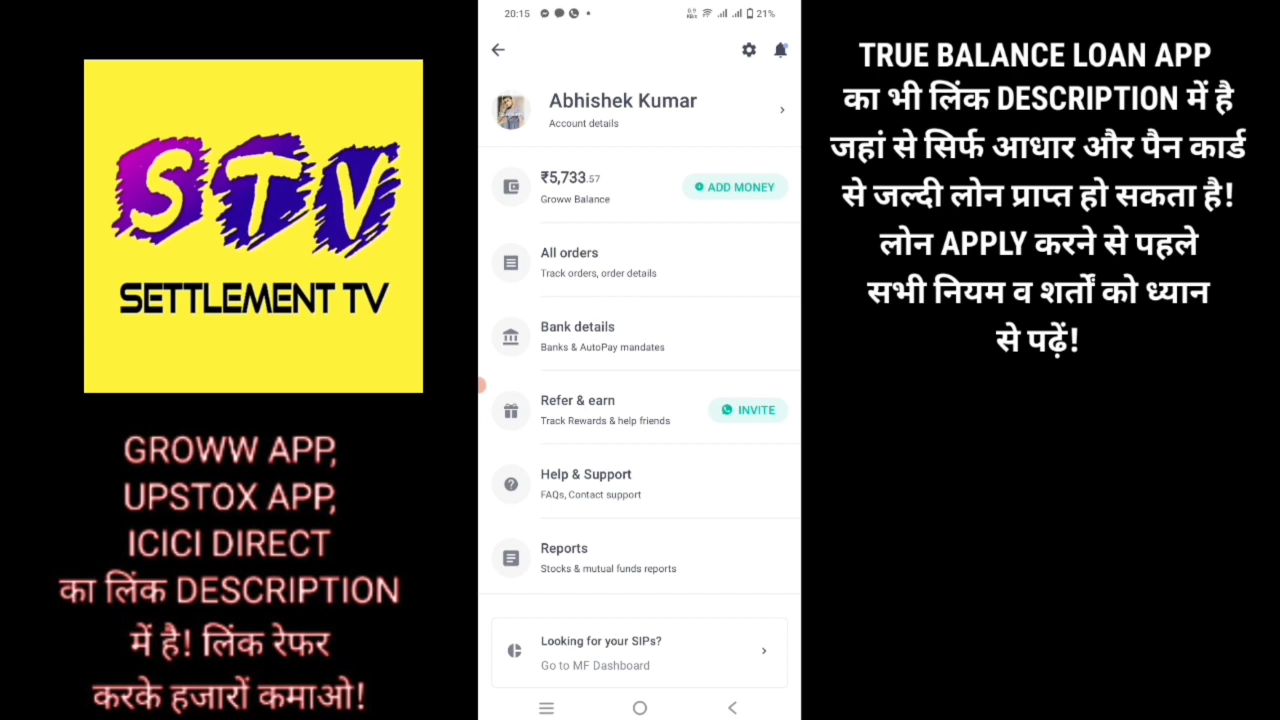 STV
SETTLEMENT TV
GROWW APP,
UPSTOX APP,
ICICI DIRECT
का लिंक DESCRIPTION
में है! लिंक रेफर
करके हजारों कमाओ!
20:15
0.9
KB/s
21%
Abhishek Kumar
Account details
₹5,733.57
Groww Balance
ADD MONEY
All orders
Track orders, order details
Bank details
Banks & AutoPay mandates
Refer & earn
Track Rewards & help friends
INVITE
Help & Support
FAQs, Contact support
Reports
Stocks & mutual funds reports
Looking for your SIPs?
Go to MF Dashboard
TRUE BALANCE LOAN APP
का भी लिंक DESCRIPTION में है
जहां से सिर्फ आधार और पैन कार्ड
से जल्दी लोन प्राप्त हो सकता है!
लोन APPLY करने से पहले
सभी नियम व शर्तों को ध्यान
से पढ़ें!